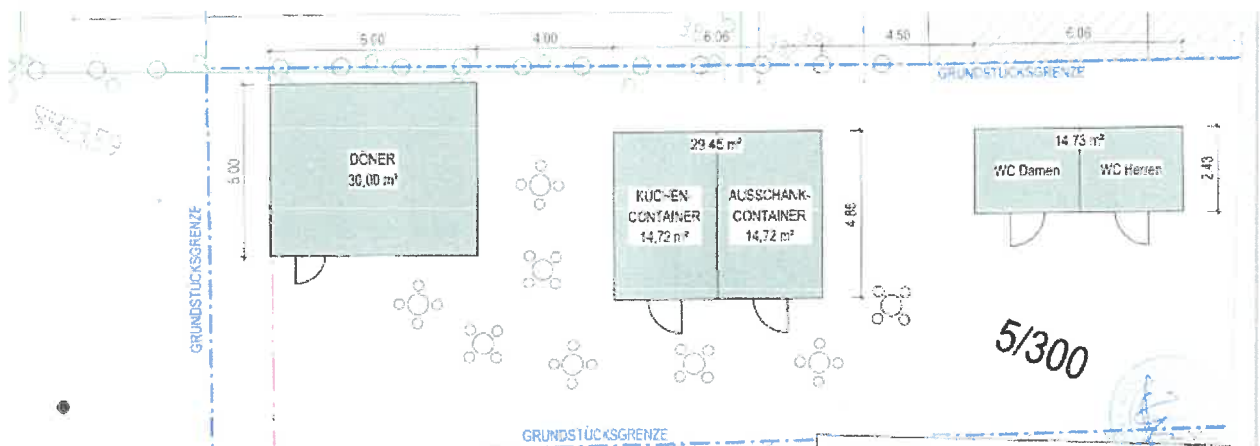 6.00 4.00 6.06 4.50 6.06
GRUNDSTÜCKSGRENZE
5.00
DÖNER
30,00 m²
29.45 m²
KÜCHEN-
CONTAINER
14,72 m²
AUSSCHANK-
CONTAINER
14,72 m²
4.86
14.73 m²
WC Damen
WC Herren
2.43
GRUNDSTÜCKSGRENZE
5/300
GRUNDSTÜCKSGRENZE